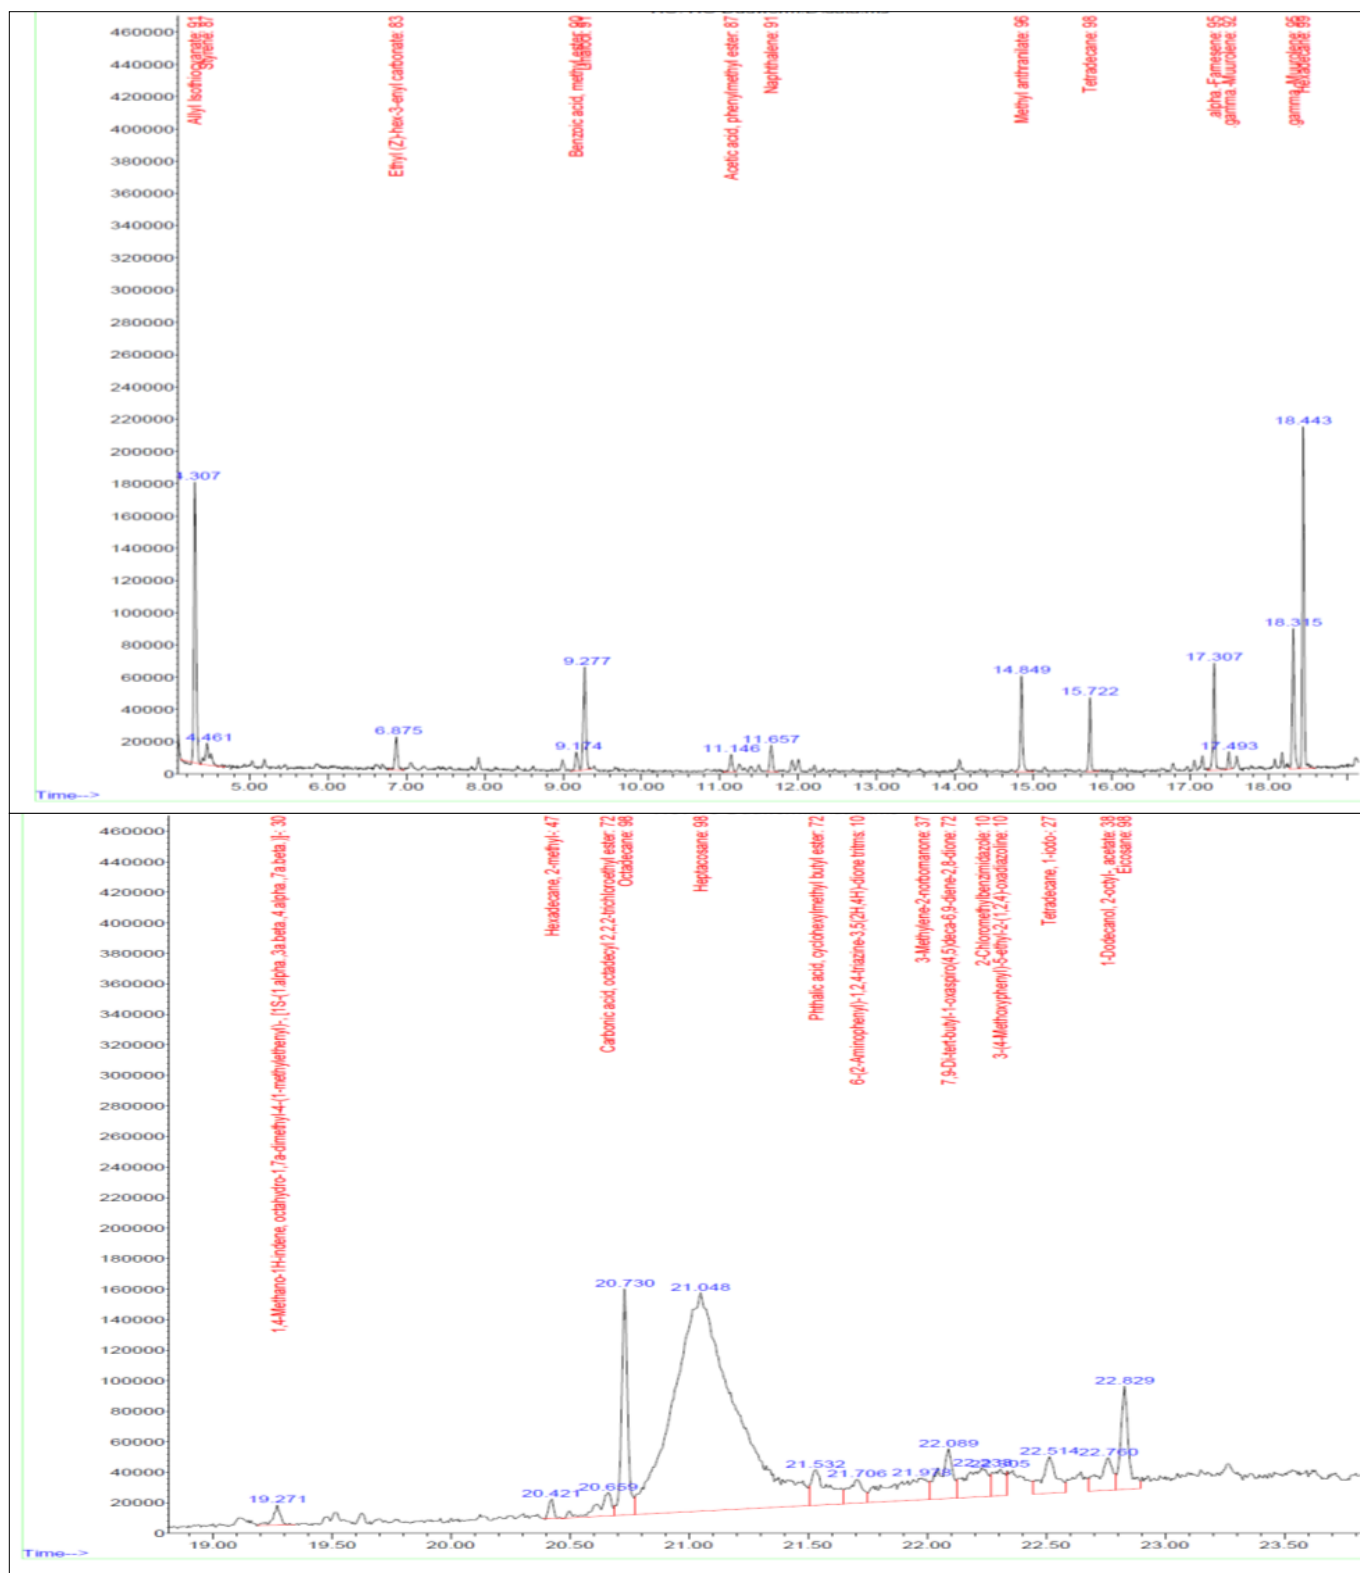 460000
440000
420000
400000
380000
360000
340000
320000
300000
280000
260000
240000
220000
200000
180000
160000
140000
120000
100000
80000
60000
40000
20000
0
Allyl Isothiocyanate: 91
Styrene: 87
Ethyl (Z)-hex-3-enyl carbonate: 83
Benzoic acid, methyl ester: 90
Acetic acid, phenylmethyl ester: 87
Naphthalene: 91
Methyl anthranilate: 96
Tetradecane: 98
.alpha.-Farnesene: 95
.gamma.-Muurolene: 92
.gamma.-Muurolene: 95
Hexadecane: 99
4.307
4.461
6.875
9.174
9.277
11.146
11.657
14.849
15.722
17.307
17.493
18.315
18.443
5.00 6.00 7.00 8.00 9.00 10.00 11.00 12.00 13.00 14.00 15.00 16.00 17.00 18.00
Time-->
460000
440000
420000
400000
380000
360000
340000
320000
300000
280000
260000
240000
220000
200000
180000
160000
140000
120000
100000
80000
60000
40000
20000
0
1,4-Methano-1H-indene, octahydro-1,7a-dimethyl-4-(1-methylethenyl)-, [1S-(1.alpha.,3a.beta.,4.alpha.,7a.beta.)]-: 30
Hexadecane, 2-methyl-: 47
Carbonic acid, octadecyl 2,2,2-trichloroethyl ester: 72
Octadecane: 98
Heptacosane: 98
Phthalic acid, cyclohexylmethyl butyl ester: 72
6-(2-Aminophenyl)-1,2,4-triazine-3,5(2H,4H)-dione tritms: 10
3-Methylene-2-norbornanone: 37
7,9-Di-tert-butyl-1-oxaspiro(4,5)deca-6,9-diene-2,8-dione: 72
2-Chloromethylbenzimidazole: 10
3-(4-Methoxyphenyl)-5-ethyl-2-(1,2,4)-oxadiazoline: 10
Tetradecane, 1-iodo-: 27
1-Dodecanol, 2-octyl-, acetate: 38
Eicosane: 98
19.271
20.421
20.659
20.730
21.048
21.532
21.706
21.978
22.089
22.514
22.760
22.829
19.00 19.50 20.00 20.50 21.00 21.50 22.00 22.50 23.00 23.50
Time-->